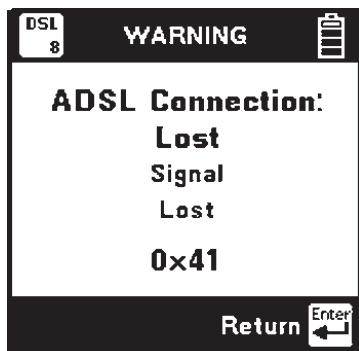 DSL
8
WARNING
ADSL Connection:
Lost
Signal
Lost
0x41
Return
Enter